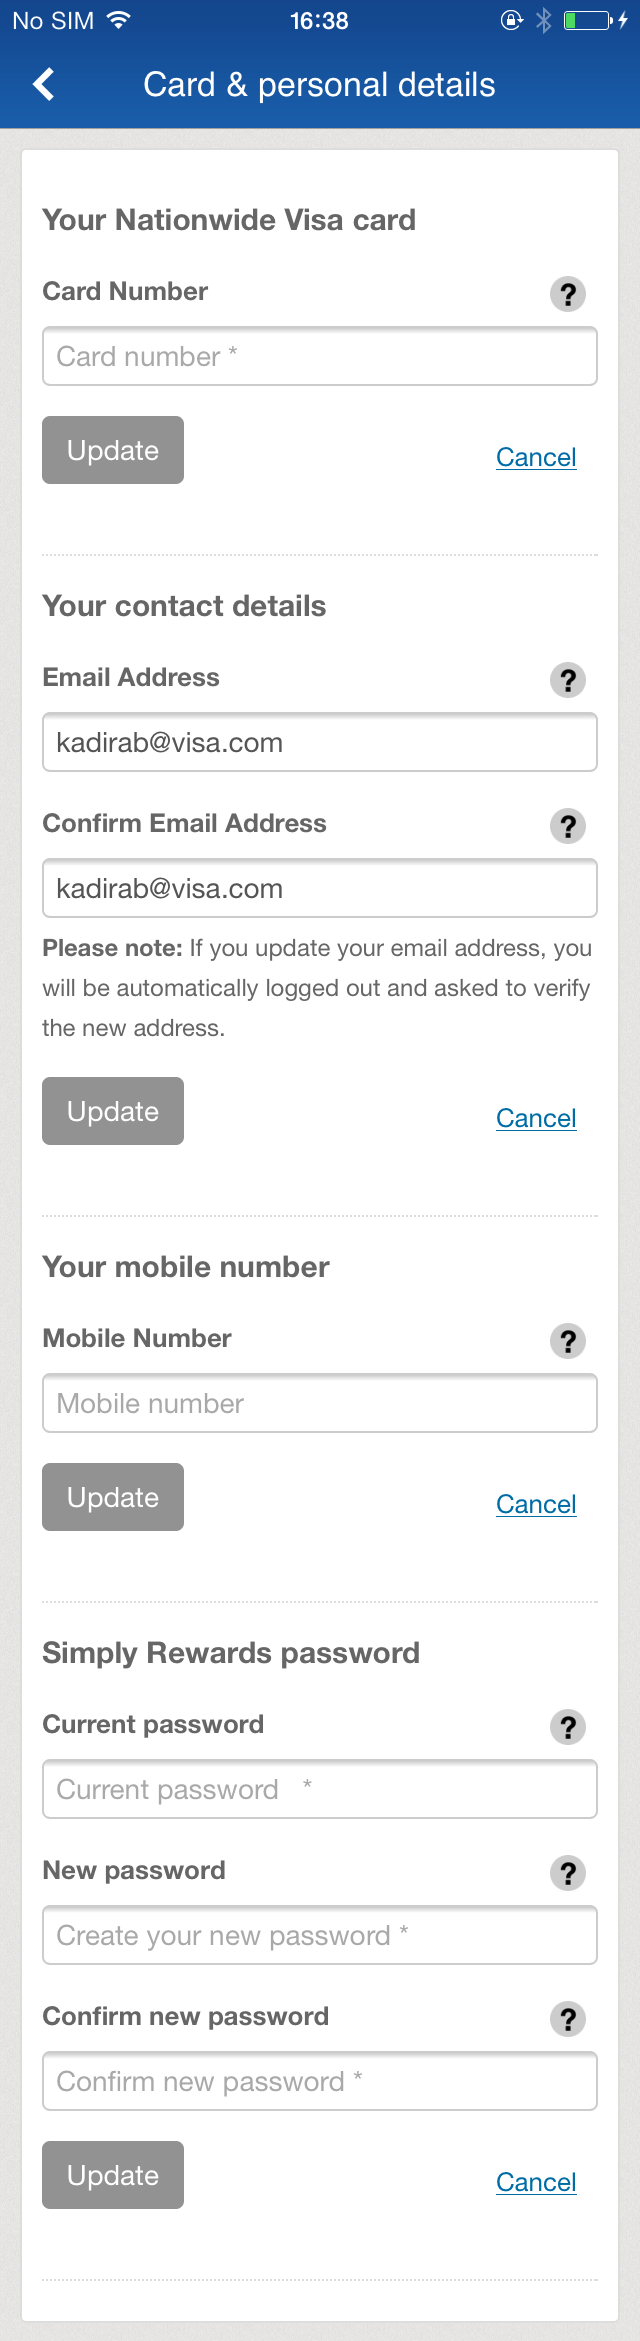 No SIM 16:38
Card & personal details
Your Nationwide Visa card
Card Number ?
Card number *
Update Cancel
Your contact details
Email Address ?
kadirab@visa.com
Confirm Email Address ?
kadirab@visa.com
Please note: If you update your email address, you
will be automatically logged out and asked to verify
the new address.
Update Cancel
Your mobile number
Mobile Number ?
Mobile number
Update Cancel
Simply Rewards password
Current password ?
Current password *
New password ?
Create your new password *
Confirm new password ?
Confirm new password *
Update Cancel